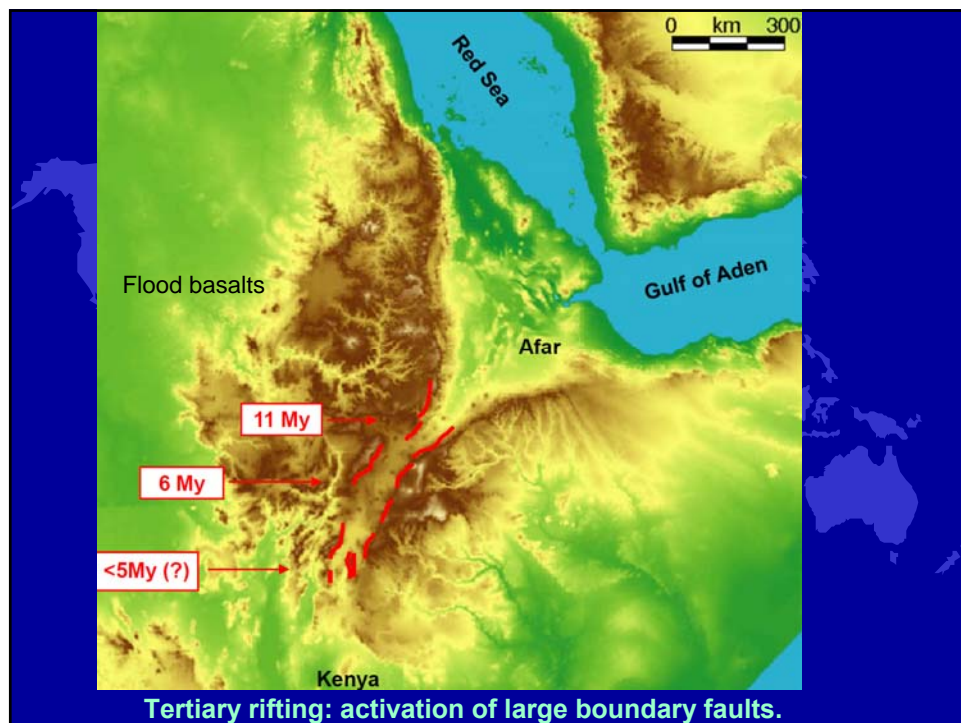 0 km 300
Red Sea
Gulf of Aden
Flood basalts
Afar
11 My
6 My
<5My (?)
Kenya
Tertiary rifting: activation of large boundary faults.